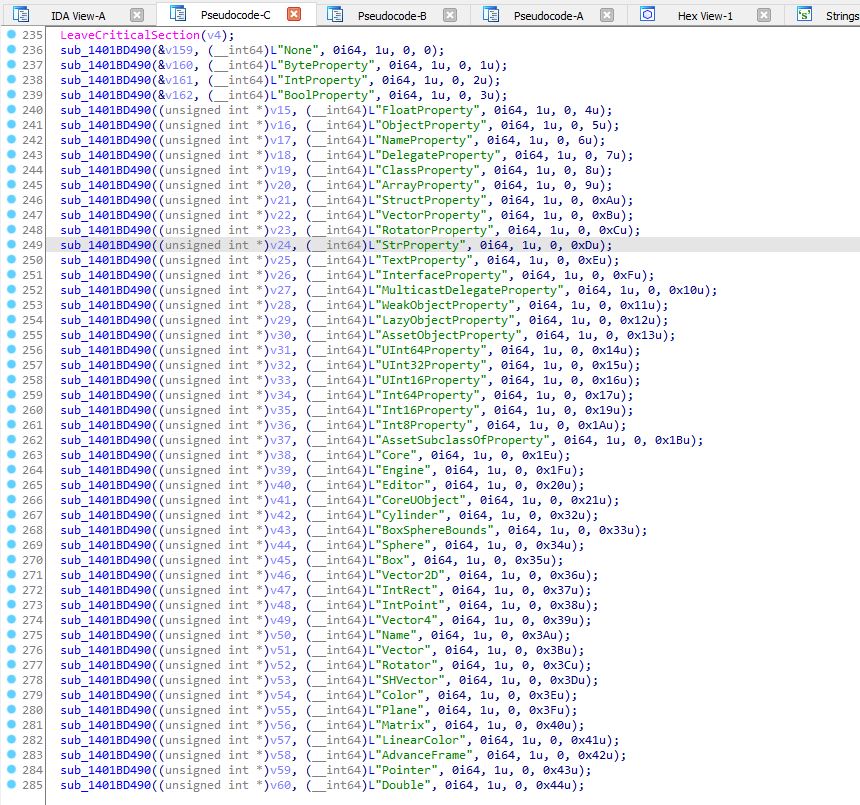 IDA View-A Pseudocode-C Pseudocode-B Pseudocode-A Hex View-1 Strings
235 LeaveCriticalSection(v4);
236 sub_1401BD490(&v159, (__int64)L"None", 0i64, 1u, 0, 0);
237 sub_1401BD490(&v160, (__int64)L"ByteProperty", 0i64, 1u, 0, 1u);
238 sub_1401BD490(&v161, (__int64)L"IntProperty", 0i64, 1u, 0, 2u);
239 sub_1401BD490(&v162, (__int64)L"BoolProperty", 0i64, 1u, 0, 3u);
240 sub_1401BD490((unsigned int *)v15, (__int64)L"FloatProperty", 0i64, 1u, 0, 4u);
241 sub_1401BD490((unsigned int *)v16, (__int64)L"ObjectProperty", 0i64, 1u, 0, 5u);
242 sub_1401BD490((unsigned int *)v17, (__int64)L"NameProperty", 0i64, 1u, 0, 6u);
243 sub_1401BD490((unsigned int *)v18, (__int64)L"DelegateProperty", 0i64, 1u, 0, 7u);
244 sub_1401BD490((unsigned int *)v19, (__int64)L"ClassProperty", 0i64, 1u, 0, 8u);
245 sub_1401BD490((unsigned int *)v20, (__int64)L"ArrayProperty", 0i64, 1u, 0, 9u);
246 sub_1401BD490((unsigned int *)v21, (__int64)L"StructProperty", 0i64, 1u, 0, 0xAu);
247 sub_1401BD490((unsigned int *)v22, (__int64)L"VectorProperty", 0i64, 1u, 0, 0xBu);
248 sub_1401BD490((unsigned int *)v23, (__int64)L"RotatorProperty", 0i64, 1u, 0, 0xCu);
249 sub_1401BD490((unsigned int *)v24, (__int64)L"StrProperty", 0i64, 1u, 0, 0xDu);
250 sub_1401BD490((unsigned int *)v25, (__int64)L"TextProperty", 0i64, 1u, 0, 0xEu);
251 sub_1401BD490((unsigned int *)v26, (__int64)L"InterfaceProperty", 0i64, 1u, 0, 0xFu);
252 sub_1401BD490((unsigned int *)v27, (__int64)L"MulticastDelegateProperty", 0i64, 1u, 0, 0x10u);
253 sub_1401BD490((unsigned int *)v28, (__int64)L"WeakObjectProperty", 0i64, 1u, 0, 0x11u);
254 sub_1401BD490((unsigned int *)v29, (__int64)L"LazyObjectProperty", 0i64, 1u, 0, 0x12u);
255 sub_1401BD490((unsigned int *)v30, (__int64)L"AssetObjectProperty", 0i64, 1u, 0, 0x13u);
256 sub_1401BD490((unsigned int *)v31, (__int64)L"UInt64Property", 0i64, 1u, 0, 0x14u);
257 sub_1401BD490((unsigned int *)v32, (__int64)L"UInt32Property", 0i64, 1u, 0, 0x15u);
258 sub_1401BD490((unsigned int *)v33, (__int64)L"UInt16Property", 0i64, 1u, 0, 0x16u);
259 sub_1401BD490((unsigned int *)v34, (__int64)L"Int64Property", 0i64, 1u, 0, 0x17u);
260 sub_1401BD490((unsigned int *)v35, (__int64)L"Int16Property", 0i64, 1u, 0, 0x19u);
261 sub_1401BD490((unsigned int *)v36, (__int64)L"Int8Property", 0i64, 1u, 0, 0x1Au);
262 sub_1401BD490((unsigned int *)v37, (__int64)L"AssetSubclassOfProperty", 0i64, 1u, 0, 0x1Bu);
263 sub_1401BD490((unsigned int *)v38, (__int64)L"Core", 0i64, 1u, 0, 0x1Eu);
264 sub_1401BD490((unsigned int *)v39, (__int64)L"Engine", 0i64, 1u, 0, 0x1Fu);
265 sub_1401BD490((unsigned int *)v40, (__int64)L"Editor", 0i64, 1u, 0, 0x20u);
266 sub_1401BD490((unsigned int *)v41, (__int64)L"CoreUObject", 0i64, 1u, 0, 0x21u);
267 sub_1401BD490((unsigned int *)v42, (__int64)L"Cylinder", 0i64, 1u, 0, 0x32u);
268 sub_1401BD490((unsigned int *)v43, (__int64)L"BoxSphereBounds", 0i64, 1u, 0, 0x33u);
269 sub_1401BD490((unsigned int *)v44, (__int64)L"Sphere", 0i64, 1u, 0, 0x34u);
270 sub_1401BD490((unsigned int *)v45, (__int64)L"Box", 0i64, 1u, 0, 0x35u);
271 sub_1401BD490((unsigned int *)v46, (__int64)L"Vector2D", 0i64, 1u, 0, 0x36u);
272 sub_1401BD490((unsigned int *)v47, (__int64)L"IntRect", 0i64, 1u, 0, 0x37u);
273 sub_1401BD490((unsigned int *)v48, (__int64)L"IntPoint", 0i64, 1u, 0, 0x38u);
274 sub_1401BD490((unsigned int *)v49, (__int64)L"Vector4", 0i64, 1u, 0, 0x39u);
275 sub_1401BD490((unsigned int *)v50, (__int64)L"Name", 0i64, 1u, 0, 0x3Au);
276 sub_1401BD490((unsigned int *)v51, (__int64)L"Vector", 0i64, 1u, 0, 0x3Bu);
277 sub_1401BD490((unsigned int *)v52, (__int64)L"Rotator", 0i64, 1u, 0, 0x3Cu);
278 sub_1401BD490((unsigned int *)v53, (__int64)L"SHVector", 0i64, 1u, 0, 0x3Du);
279 sub_1401BD490((unsigned int *)v54, (__int64)L"Color", 0i64, 1u, 0, 0x3Eu);
280 sub_1401BD490((unsigned int *)v55, (__int64)L"Plane", 0i64, 1u, 0, 0x3Fu);
281 sub_1401BD490((unsigned int *)v56, (__int64)L"Matrix", 0i64, 1u, 0, 0x40u);
282 sub_1401BD490((unsigned int *)v57, (__int64)L"LinearColor", 0i64, 1u, 0, 0x41u);
283 sub_1401BD490((unsigned int *)v58, (__int64)L"AdvanceFrame", 0i64, 1u, 0, 0x42u);
284 sub_1401BD490((unsigned int *)v59, (__int64)L"Pointer", 0i64, 1u, 0, 0x43u);
285 sub_1401BD490((unsigned int *)v60, (__int64)L"Double", 0i64, 1u, 0, 0x44u);